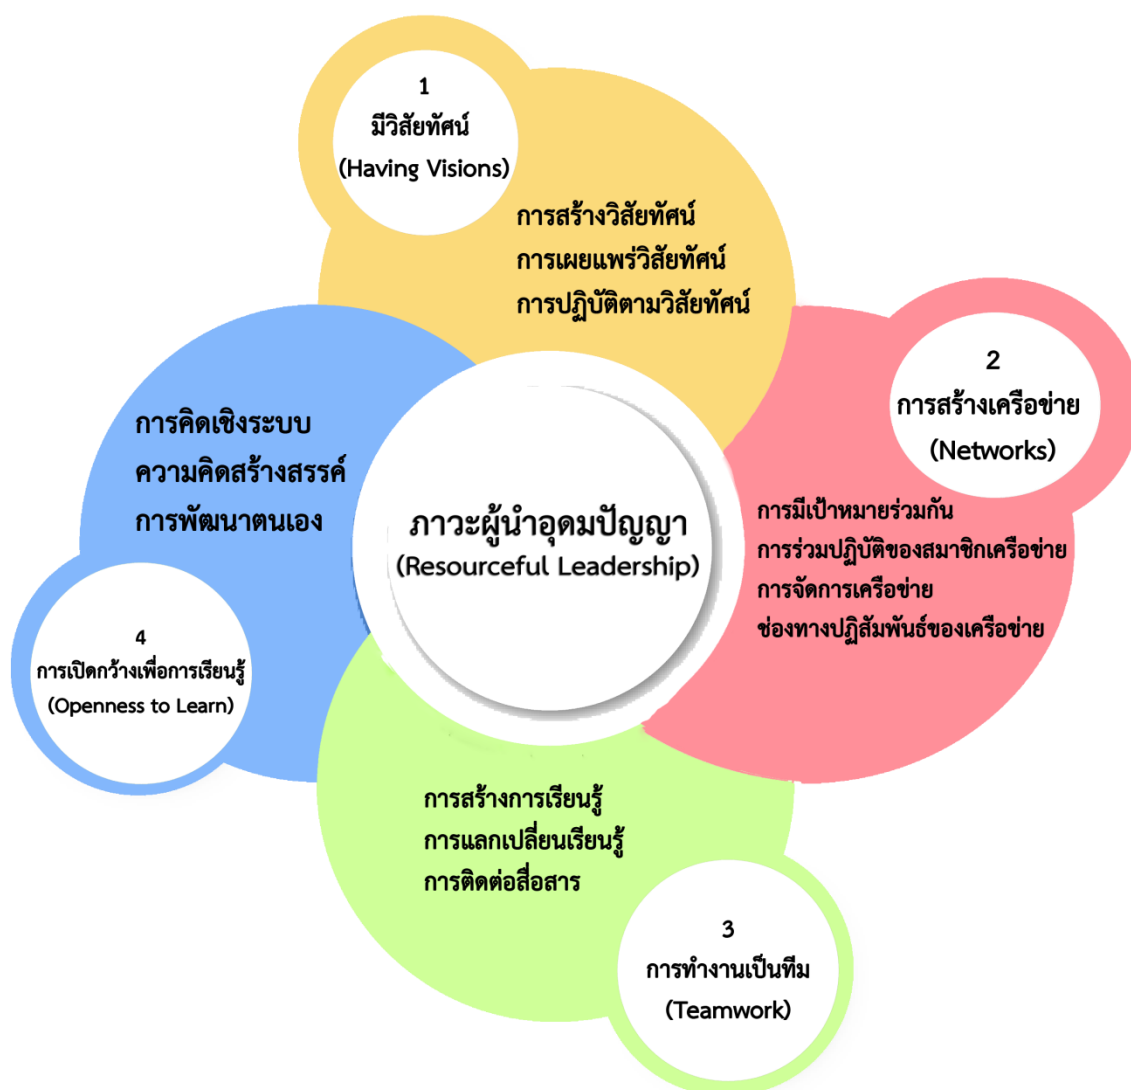 ภาวะผู้นำอุดมปัญญา
(Resourceful Leadership)
1
มีวิสัยทัศน์
(Having Visions)
การสร้างวิสัยทัศน์
การเผยแพร่วิสัยทัศน์
การปฏิบัติตามวิสัยทัศน์
2
การสร้างเครือข่าย
(Networks)
การมีเป้าหมายร่วมกัน
การร่วมปฏิบัติของสมาชิกเครือข่าย
การจัดการเครือข่าย
ช่องทางปฏิสัมพันธ์ของเครือข่าย
3
การทำงานเป็นทีม
(Teamwork)
การสร้างการเรียนรู้
การแลกเปลี่ยนเรียนรู้
การติดต่อสื่อสาร
4
การเปิดกว้างเพื่อการเรียนรู้
(Openness to Learn)
การคิดเชิงระบบ
ความคิดสร้างสรรค์
การพัฒนาตนเอง